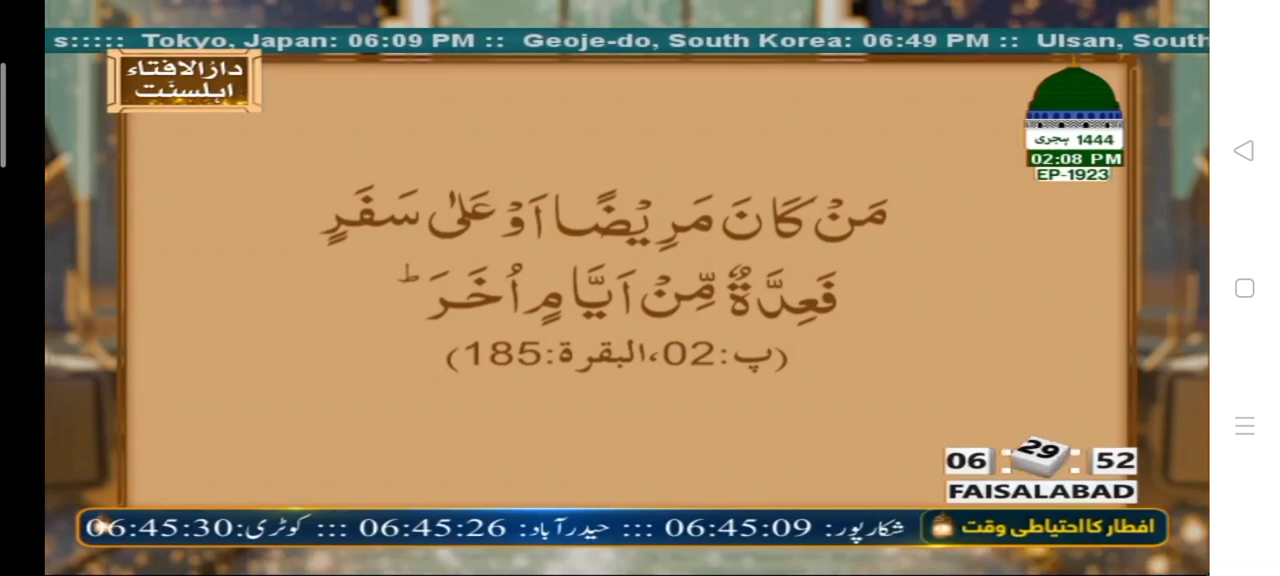 s::::: Tokyo, Japan: 06:09 PM :: Geoje-do, South Korea: 06:49 PM :: Ulsan, South
دارالافتاء
اہلِسنّت
1444 ہجری
02:08 PM
EP-1923
مَنْ كَانَ مَرِیْضًا اَوْ عَلٰى سَفَرٍ
فَعِدَّةٌ مِّنْ اَیَّامٍ اُخَرَؕ
(پ:02،البقرۃ:185)
06:29:52
FAISALABAD
افطار کا احتیاطی وقت شکارپور: 06:45:09 ::: حیدرآباد: 06:45:26 ::: کوٹری:06:45:30